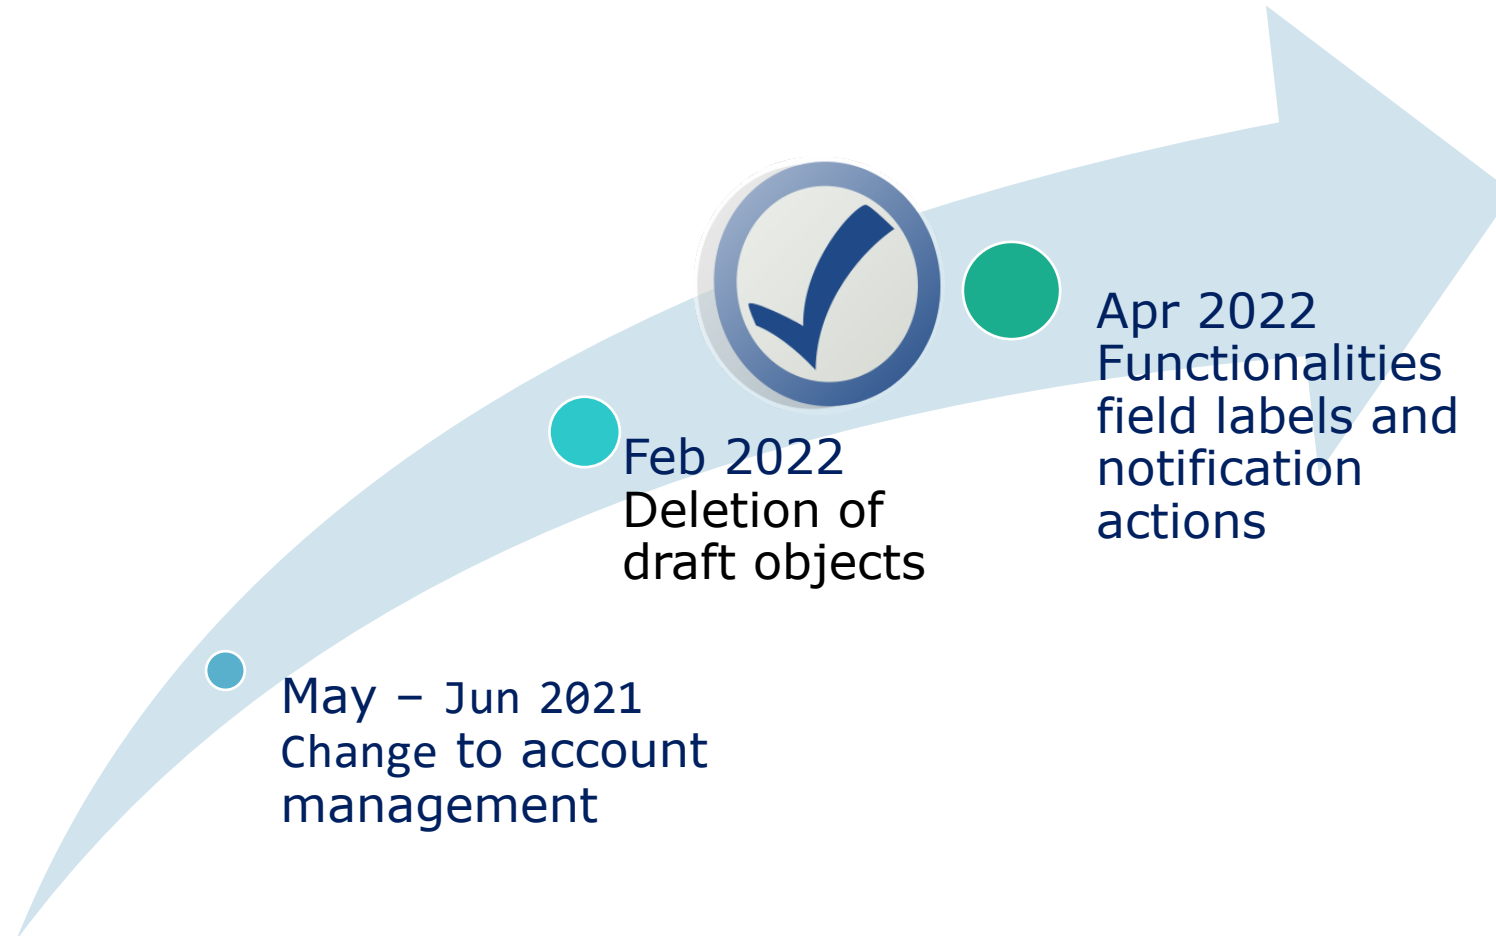 May – Jun 2021
Change to account
management
Feb 2022
Deletion of
draft objects
Apr 2022
Functionalities
field labels and
notification
actions